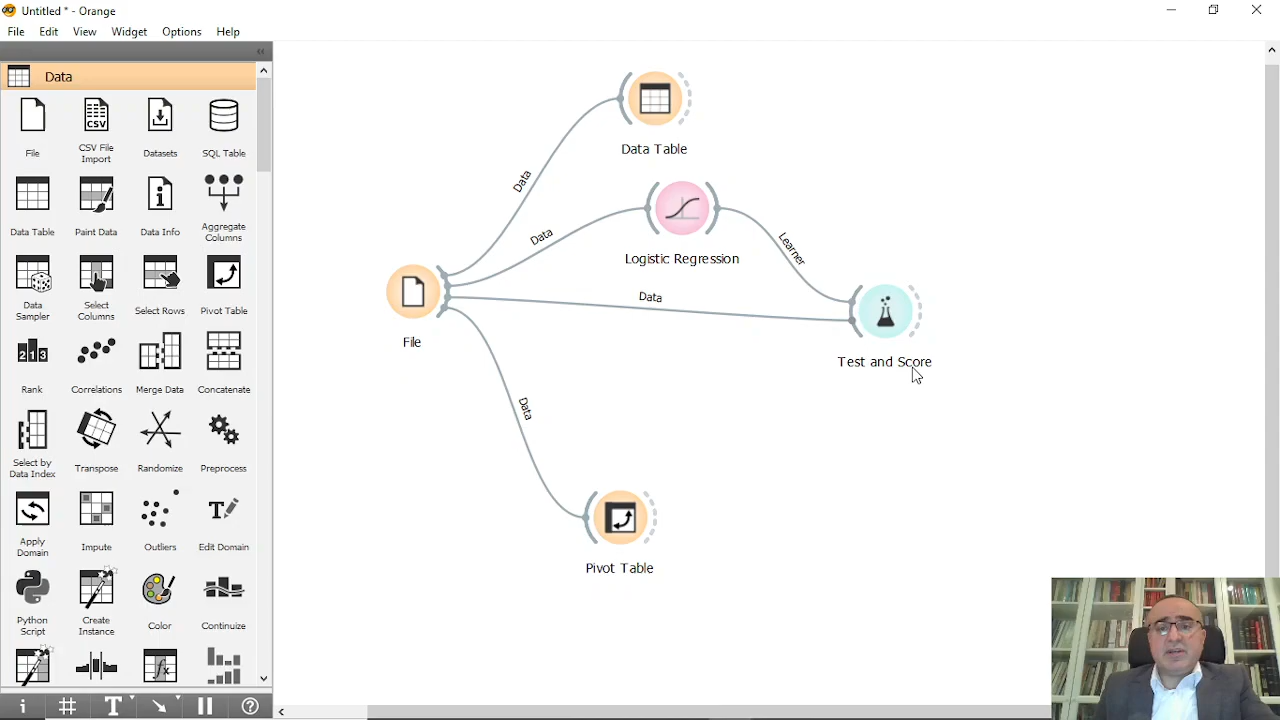 Untitled * - Orange
File Edit View Widget Options Help
Data
File
CSV File
Import
Datasets
SQL Table
Data Table
Paint Data
Data Info
Aggregate
Columns
Data
Sampler
Select
Columns
Select Rows
Pivot Table
Rank
Correlations
Merge Data
Concatenate
Select by
Data Index
Transpose
Randomize
Preprocess
Apply
Domain
Impute
Outliers
Edit Domain
Python
Script
Create
Instance
Color
Continuize
Data Table
Data
Data
Logistic Regression
Learner
Data
File
Test and Score
Data
Pivot Table